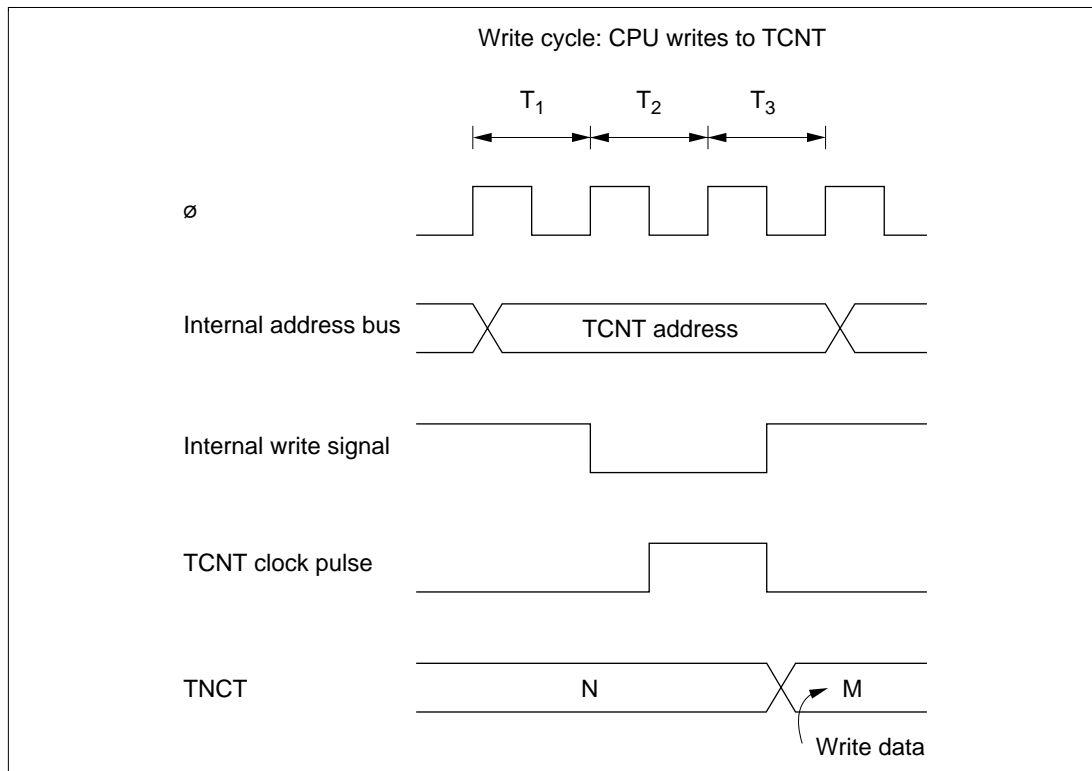 Write cycle: CPU writes to TCNT
T1 T2 T3
ø
Internal address bus
TCNT address
Internal write signal
TCNT clock pulse
TNCT
N
M
Write data